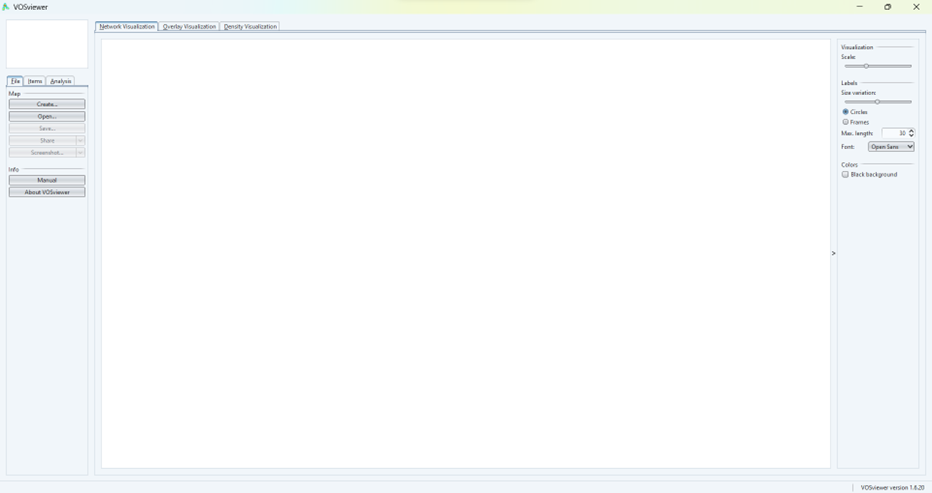 VOSviewer
Network Visualization Overlay Visualization Density Visualization
File Items Analysis
Map
Create...
Open...
Save...
Share
Screenshot...
Info
Manual
About VOSviewer
>
Visualization
Scale:
Labels
Size variation:
Circles
Frames
Max. length: 30
Font: Open Sans
Colors
Black background
VOSviewer version 1.6.20